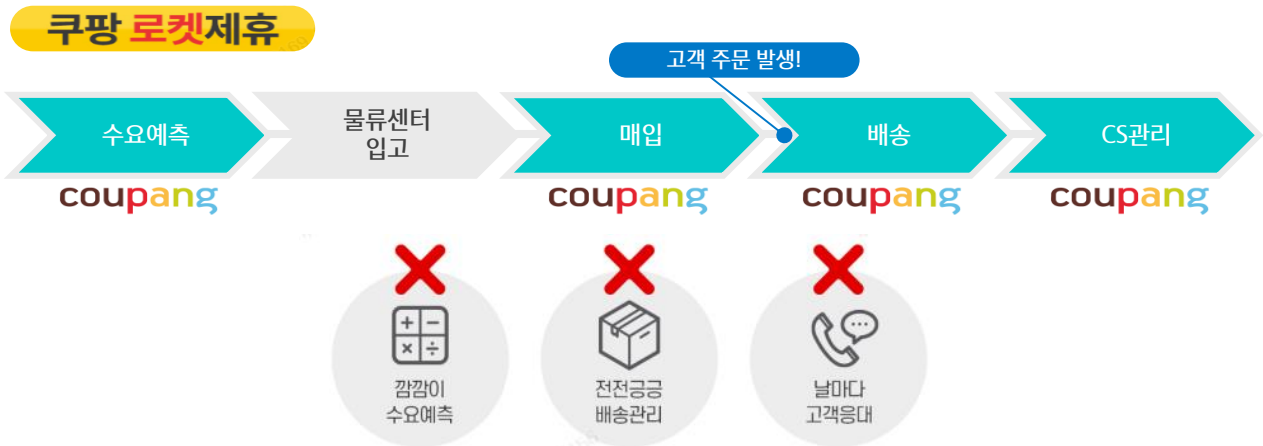 쿠팡 로켓제휴
고객 주문 발생!
수요예측
물류센터
입고
매입
배송
CS관리
coupang
coupang
coupang
coupang
깜깜이
수요예측
전전긍긍
배송관리
날마다
고객응대